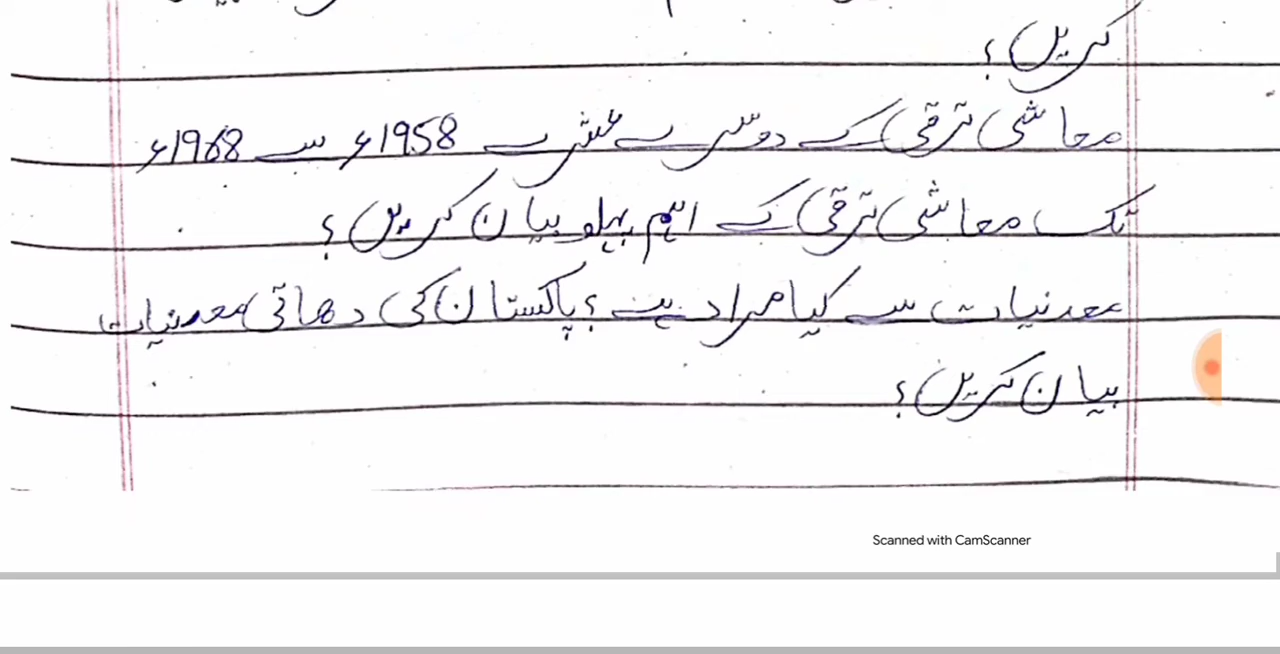 کریں؟
معاشی ترقی کے دوسرے عشرے 1958ء سے 1968ء
تک معاشی ترقی کے اہم پہلو بیان کریں؟
معدنیات سے کیا مراد ہے؟ پاکستان کی دھاتی معدنیات
بیان کریں؟
Scanned with CamScanner